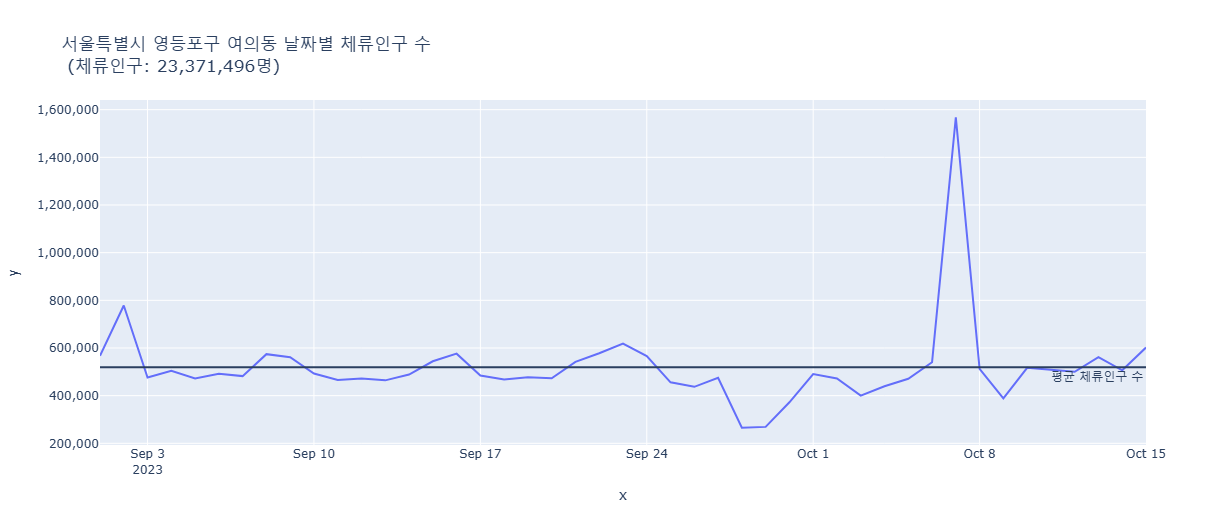 서울특별시 영등포구 여의동 날짜별 체류인구 수
(체류인구: 23,371,496명)
1,600,000
1,400,000
1,200,000
1,000,000
800,000
600,000
400,000
200,000
y
평균 체류인구 수
Sep 3 Sep 10 Sep 17 Sep 24 Oct 1 Oct 8 Oct 15
2023
x